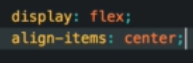 display: flex;
align-items: center;